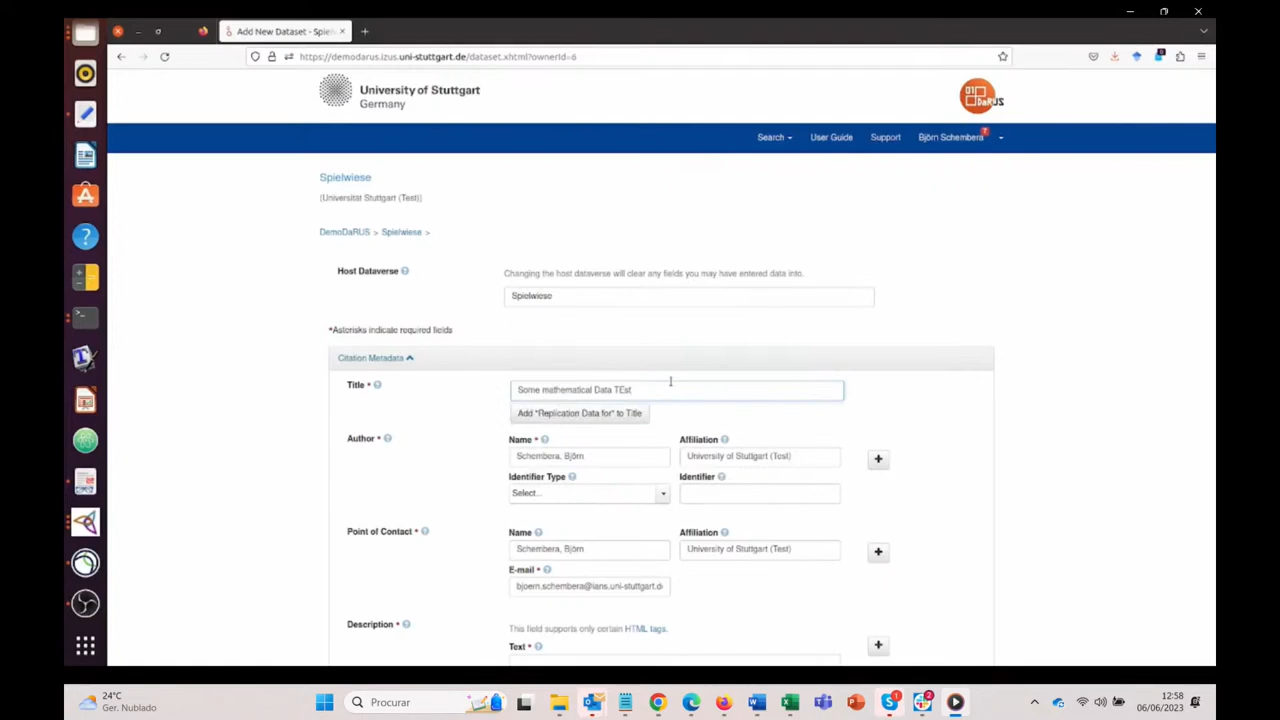 Add New Dataset - Spielw
https://demodarus.izus.uni-stuttgart.de/dataset.xhtml?ownerId=6
University of Stuttgart
Germany
DaRUS
Search
User Guide
Support
Björn Schembera
7
Spielwiese
(Universität Stuttgart (Test))
DemoDaRUS > Spielwiese >
Host Dataverse
Changing the host dataverse will clear any fields you may have entered data into.
Spielwiese
*Asterisks indicate required fields
Citation Metadata
Title *
Some mathematical Data TEst
Add "Replication Data for" to Title
Author *
Name *
Affiliation
Schembera, Björn
University of Stuttgart (Test)
Identifier Type
Identifier
Select...
Point of Contact *
Name
Affiliation
Schembera, Björn
University of Stuttgart (Test)
E-mail *
bjoern.schembera@ians.uni-stuttgart.d
Description *
This field supports only certain HTML tags.
Text *
24°C
Ger. Nublado
Procurar
1
2
12:58
06/06/2023